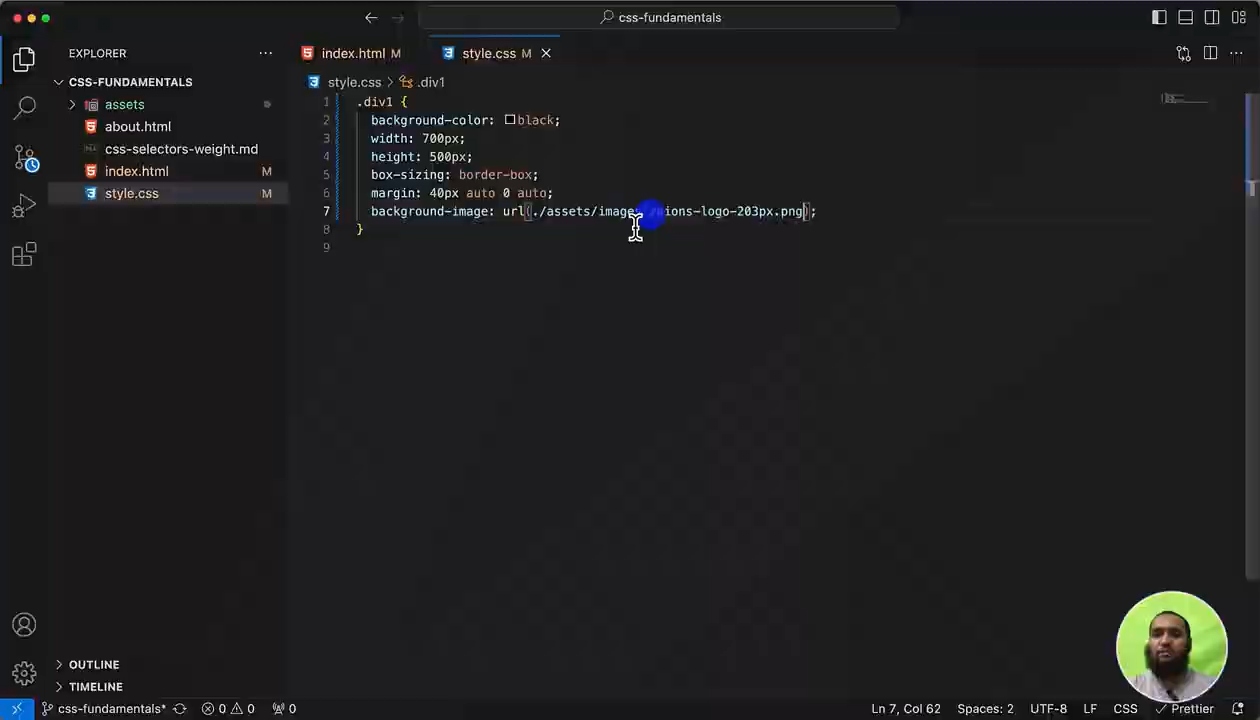 css-fundamentals
EXPLORER
index.html M
style.css M
CSS-FUNDAMENTALS
style.css > .div1
assets
about.html
css-selectors-weight.md
index.html M
style.css M
1 .div1 {
2 background-color: black;
3 width: 700px;
4 height: 500px;
5 box-sizing: border-box;
6 margin: 40px auto 0 auto;
7 background-image: url(./assets/
-logo-203px.png);
8 }
9
OUTLINE
TIMELINE
css-fundamentals* 0 0 0
Ln 7, Col 62 Spaces: 2 UTF-8 LF CSS Prettier